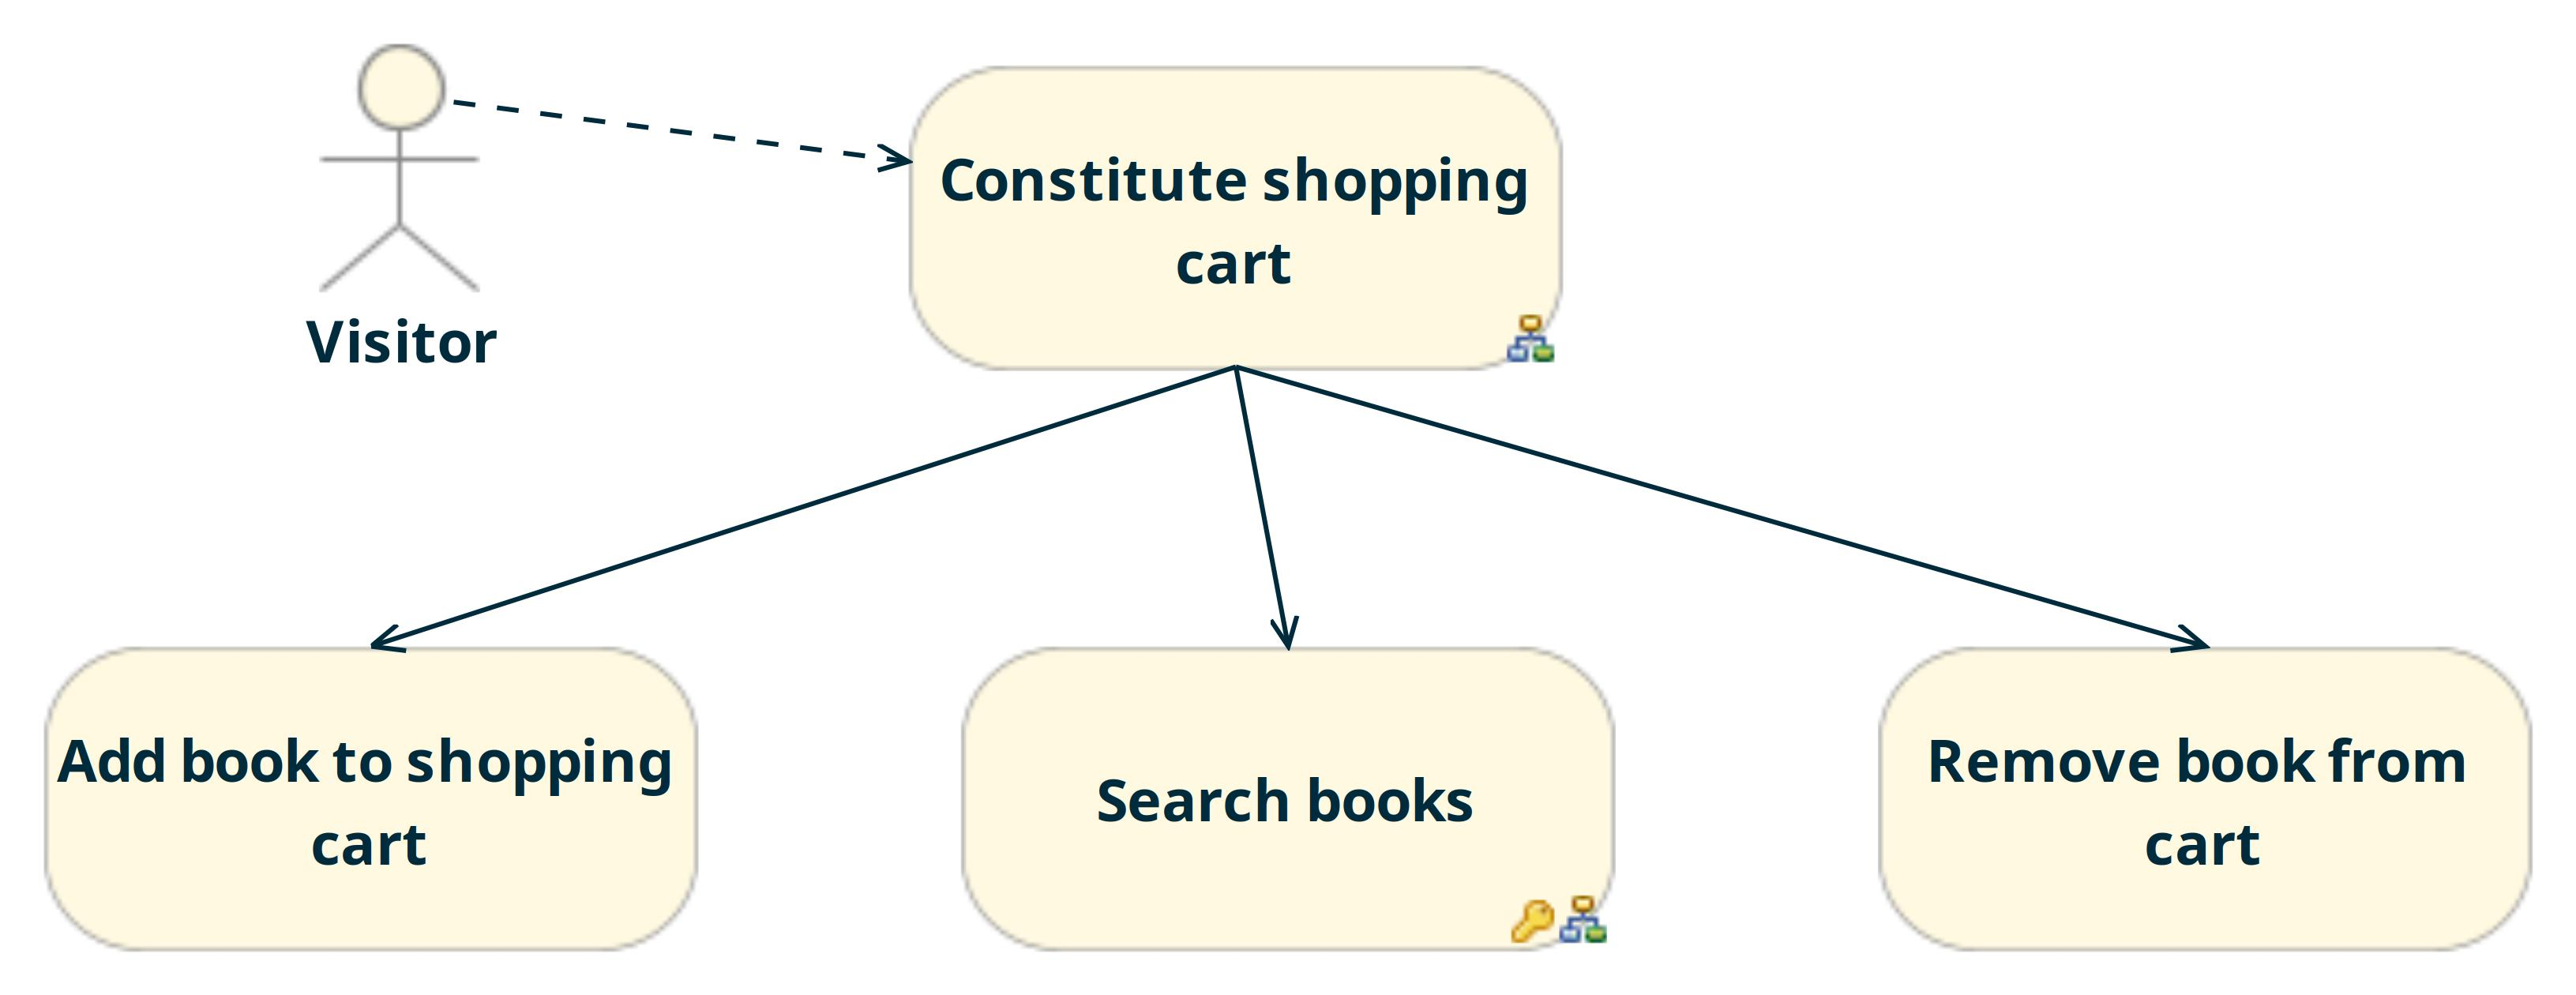 Constitute shopping
cart
Visitor
Add book to shopping
cart
Search books
Remove book from
cart